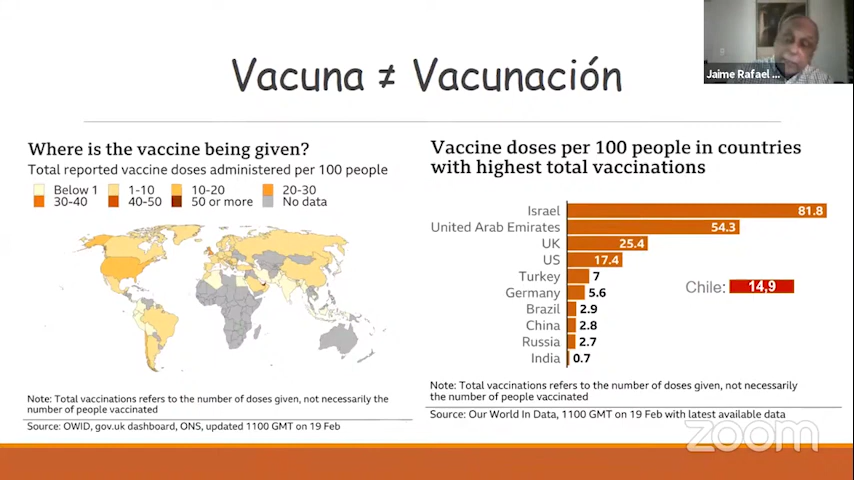 Jaime Rafael ...
Vacuna ≠ Vacunación
Where is the vaccine being given?
Total reported vaccine doses administered per 100 people
Below 1 1-10 10-20 20-30
30-40 40-50 50 or more No data
Note: Total vaccinations refers to the number of doses given, not necessarily the
number of people vaccinated
Source: OWID, gov.uk dashboard, ONS, updated 1100 GMT on 19 Feb
Vaccine doses per 100 people in countries
with highest total vaccinations
Israel 81.8
United Arab Emirates 54.3
UK 25.4
US 17.4
Turkey 7
Germany 5.6
Brazil 2.9
China 2.8
Russia 2.7
India 0.7
Chile: 14,9
Note: Total vaccinations refers to the number of doses given, not necessarily
the number of people vaccinated
Source: Our World In Data, 1100 GMT on 19 Feb with latest available data
zoom